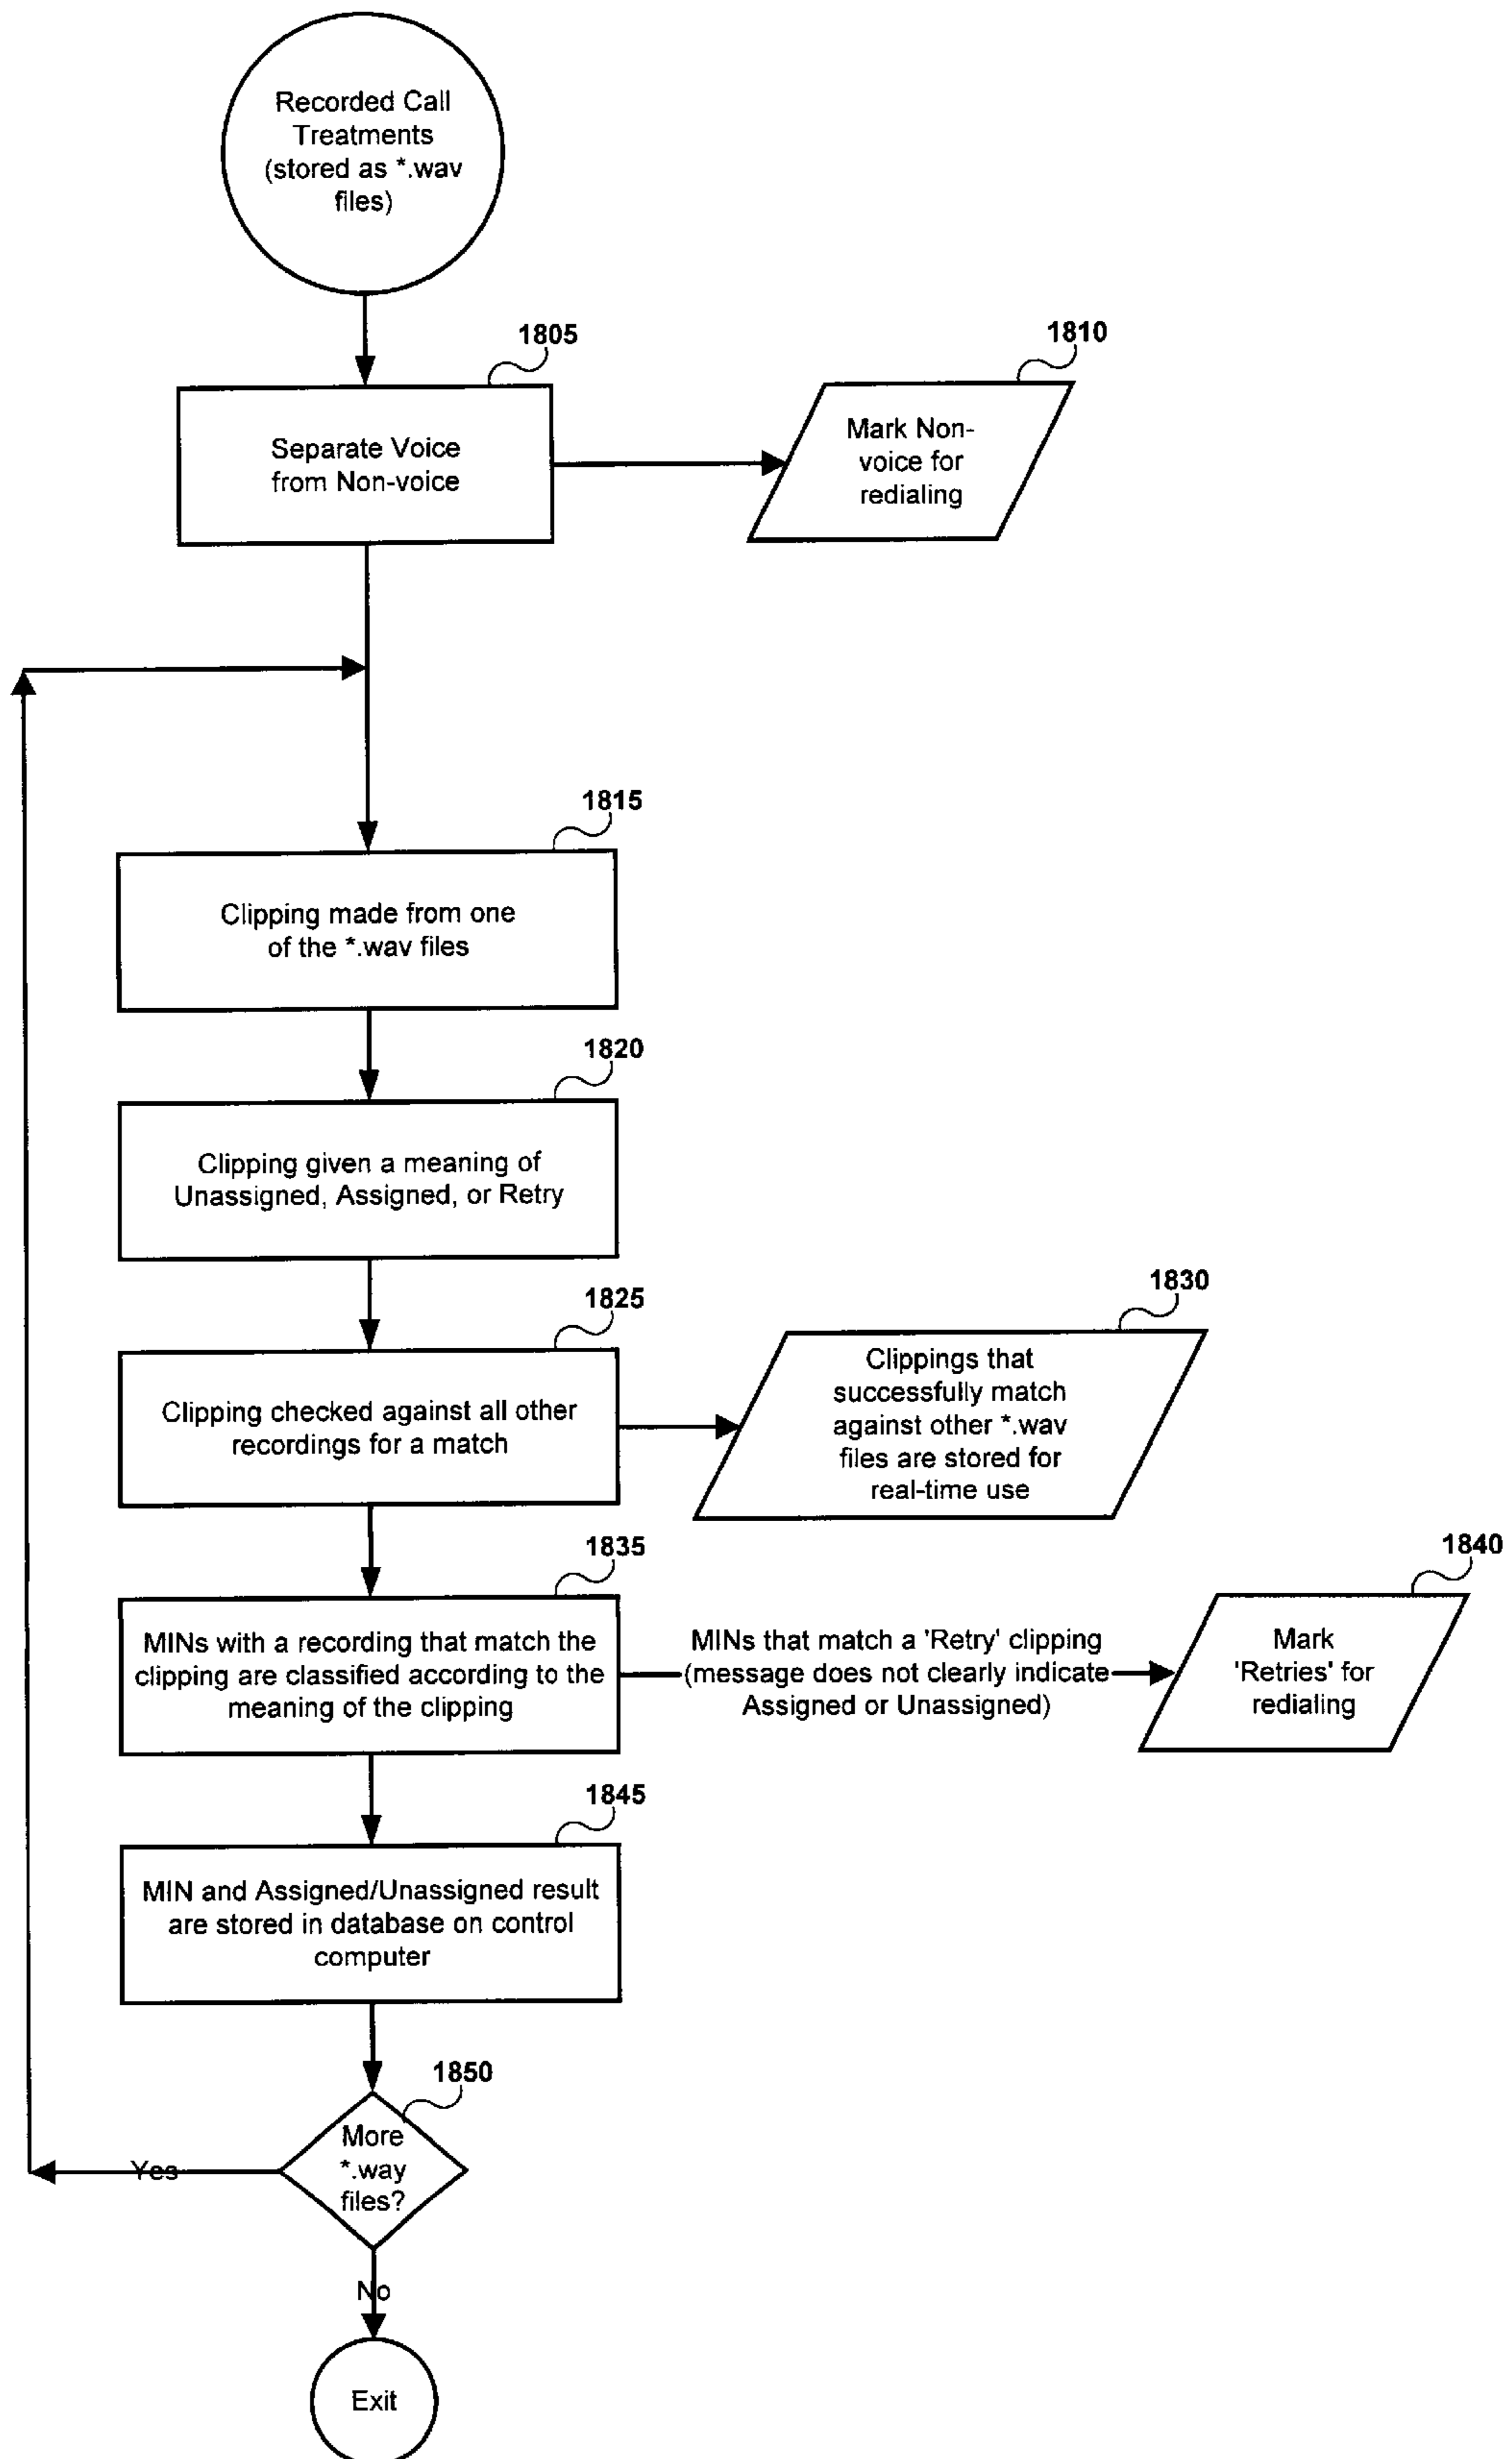 Recorded Call
Treatments
(stored as *.wav
files)
1805
Separate Voice
from Non-voice
1810
Mark Non-
voice for
redialing
1815
Clipping made from one
of the *.wav files
1820
Clipping given a meaning of
Unassigned, Assigned, or Retry
1825
Clipping checked against all other
recordings for a match
1830
Clippings that
successfully match
against other *.wav
files are stored for
real-time use
1835
MINs with a recording that match the
clipping are classified according to the
meaning of the clipping
MINs that match a 'Retry' clipping
(message does not clearly indicate
Assigned or Unassigned)
1840
Mark
'Retries' for
redialing
1845
MIN and Assigned/Unassigned result
are stored in database on control
computer
1850
More
*.way
files?
Yes
No
Exit